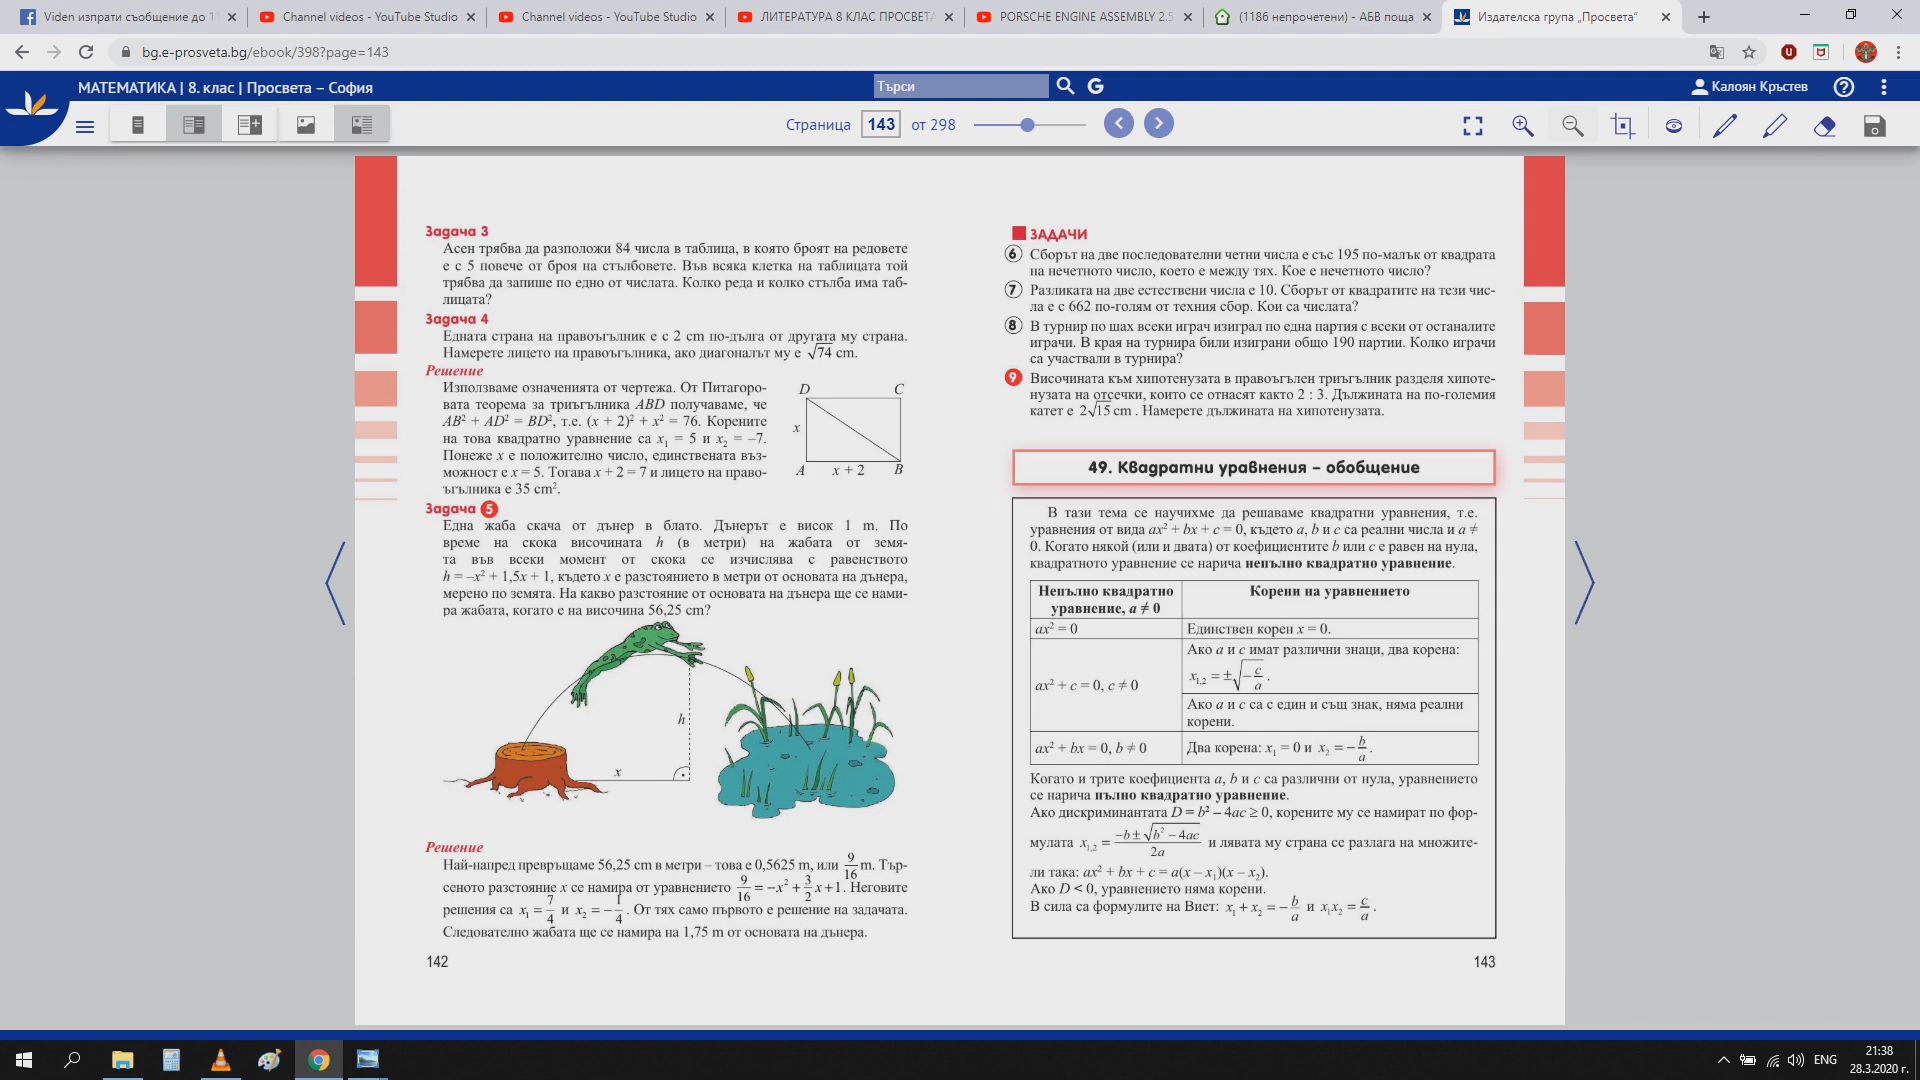 Viden изпрати съобщение до 1
Channel videos - YouTube Studio
Channel videos - YouTube Studio
ЛИТЕРАТУРА 8 КЛАС ПРОСВЕТА
PORSCHE ENGINE ASSEMBLY 2.5
(1186 непрочетени) - АБВ поща
Издателска група „Просвета"
bg.e-prosveta.bg/ebook/398?page=143
МАТЕМАТИКА | 8. клас | Просвета – София
Търси
Калоян Кръстев
Страница 143 от 298
Задача 3
Асен трябва да разположи 84 числа в таблица, в която броят на редовете
е с 5 повече от броя на стълбовете. Във всяка клетка на таблицата той
трябва да запише по едно от числата. Колко реда и колко стълба има таб-
лицата?
Задача 4
Едната страна на правоъгълник е с 2 cm по-дълга от другата му страна.
Намерете лицето на правоъгълника, ако диагоналът му е √74 cm.
Решение
Използваме означенията от чертежа. От Питагоро-
вата теорема за триъгълника ABD получаваме, че
AB² + AD² = BD², т.е. (x + 2)² + x² = 76. Корените
на това квадратно уравнение са x₁ = 5 и x₂ = –7.
Понеже x е положително число, единствената въз-
можност е x = 5. Тогава x + 2 = 7 и лицето на право-
ъгълника е 35 cm².
D C
x
A x + 2 B
Задача 5
Една жаба скача от дънер в блато. Дънерът е висок 1 m. По
време на скока височината h (в метри) на жабата от земя-
та във всеки момент от скока се изчислява с равенството
h = –x² + 1,5x + 1, където x е разстоянието в метри от основата на дънера,
мерено по земята. На какво разстояние от основата на дънера ще се нами-
ра жабата, когато е на височина 56,25 cm?
h
x
Решение
Най-напред превръщаме 56,25 cm в метри – това е 0,5625 m, или 9/16 m. Тър-
сеното разстояние x се намира от уравнението 9/16 = –x² + 3/2 x + 1. Неговите
решения са x₁ = 7/4 и x₂ = –1/4. От тях само първото е решение на задачата.
Следователно жабата ще се намира на 1,75 m от основата на дънера.
142
ЗАДАЧИ
6 Сборът на две последователни четни числа е със 195 по-малък от квадрата
на нечетното число, което е между тях. Кое е нечетното число?
7 Разликата на две естествени числа е 10. Сборът от квадратите на тези чис-
ла е с 662 по-голям от техния сбор. Кои са числата?
8 В турнир по шах всеки играч изиграл по една партия с всеки от останалите
играчи. В края на турнира били изиграни общо 190 партии. Колко играчи
са участвали в турнира?
9 Височината към хипотенузата в правоъгълен триъгълник разделя хипоте-
нузата на отсечки, които се отнасят както 2 : 3. Дължината на по-големия
катет е 2√15 cm . Намерете дължината на хипотенузата.
49. Квадратни уравнения – обобщение
В тази тема се научихме да решаваме квадратни уравнения, т.е.
уравнения от вида ax² + bx + c = 0, където a, b и c са реални числа и a ≠
0. Когато някой (или и двата) от коефициентите b или c е равен на нула,
квадратното уравнение се нарича непълно квадратно уравнение.
Непълно квадратно
уравнение, a ≠ 0
Корени на уравнението
ax² = 0
Единствен корен x = 0.
ax² + c = 0, c ≠ 0
Ако a и c имат различни знаци, два корена:
x₁,₂ = ±√(–c/a) .
Ако a и c са с един и същ знак, няма реални
корени.
ax² + bx = 0, b ≠ 0
Два корена: x₁ = 0 и x₂ = –b/a .
Когато и трите коефициента a, b и c са различни от нула, уравнението
се нарича пълно квадратно уравнение.
Ако дискриминантата D = b² – 4ac ≥ 0, корените му се намират по фор-
мулата x₁,₂ = (–b ± √(b² – 4ac))/2a и лявата му страна се разлага на множите-
ли така: ax² + bx + c = a(x – x₁)(x – x₂).
Ако D < 0, уравнението няма корени.
В сила са формулите на Виет: x₁ + x₂ = –b/a и x₁x₂ = c/a .
143
ENG
21:38
28.3.2020 г.